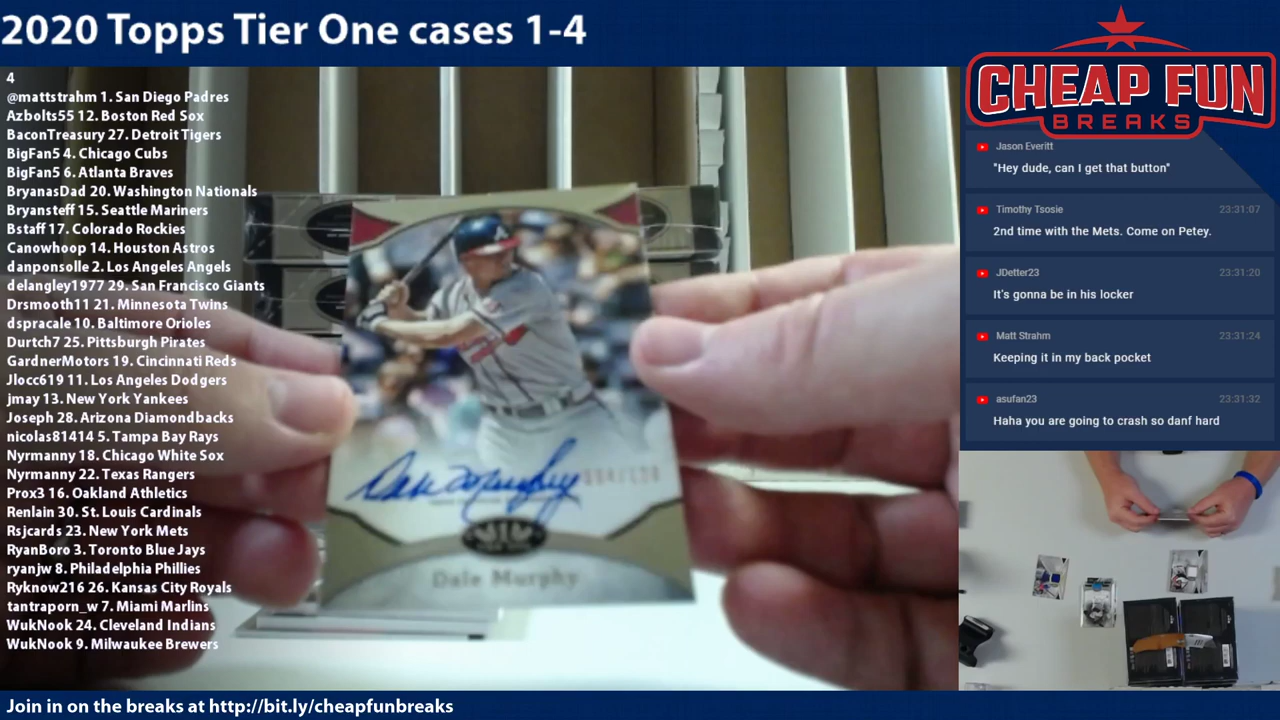 2020 Topps Tier One cases 1-4
4
@mattstrahm 1. San Diego Padres
Azbolts55 12. Boston Red Sox
BaconTreasury 27. Detroit Tigers
BigFan5 4. Chicago Cubs
BigFan5 6. Atlanta Braves
BryanasDad 20. Washington Nationals
Bryansteff 15. Seattle Mariners
Bstaff 17. Colorado Rockies
Canowhoop 14. Houston Astros
danponsolle 2. Los Angeles Angels
delangley1977 29. San Francisco Giants
Drsmooth11 21. Minnesota Twins
dspracale 10. Baltimore Orioles
Durtch7 25. Pittsburgh Pirates
GardnerMotors 19. Cincinnati Reds
Jlocc619 11. Los Angeles Dodgers
jmay 13. New York Yankees
Joseph 28. Arizona Diamondbacks
nicolas81414 5. Tampa Bay Rays
Nyrmanny 18. Chicago White Sox
Nyrmanny 22. Texas Rangers
Prox3 16. Oakland Athletics
Renlain 30. St. Louis Cardinals
Rsjcards 23. New York Mets
RyanBoro 3. Toronto Blue Jays
ryanjw 8. Philadelphia Phillies
Ryknow216 26. Kansas City Royals
tantraporn_w 7. Miami Marlins
WukNook 24. Cleveland Indians
WukNook 9. Milwaukee Brewers
Dale Murphy
Dale Murphy
CHEAP FUN
BREAKS
Jason Everitt
"Hey dude, can I get that button"
Timothy Tsosie 23:31:07
2nd time with the Mets. Come on Petey.
JDetter23 23:31:20
It's gonna be in his locker
Matt Strahm 23:31:24
Keeping it in my back pocket
asufan23 23:31:32
Haha you are going to crash so danf hard
Join in on the breaks at http://bit.ly/cheapfunbreaks